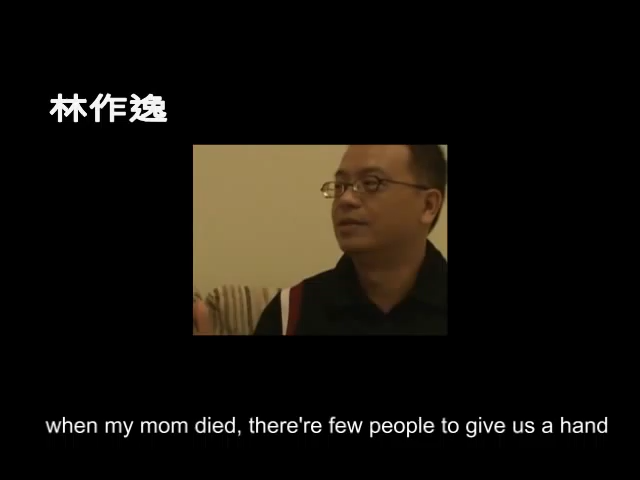 林作逸
when my mom died, there're few people to give us a hand